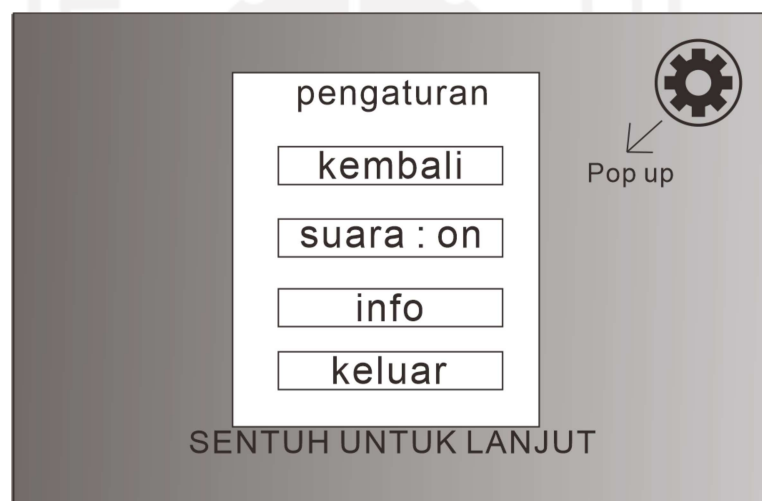 pengaturan
kembali
Pop up
suara : on
info
keluar
SENTUH UNTUK LANJUT